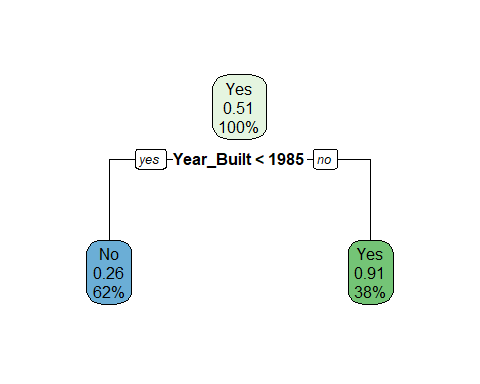 Yes
0.51
100%
yes Year_Built < 1985 no
No
0.26
62%
Yes
0.91
38%